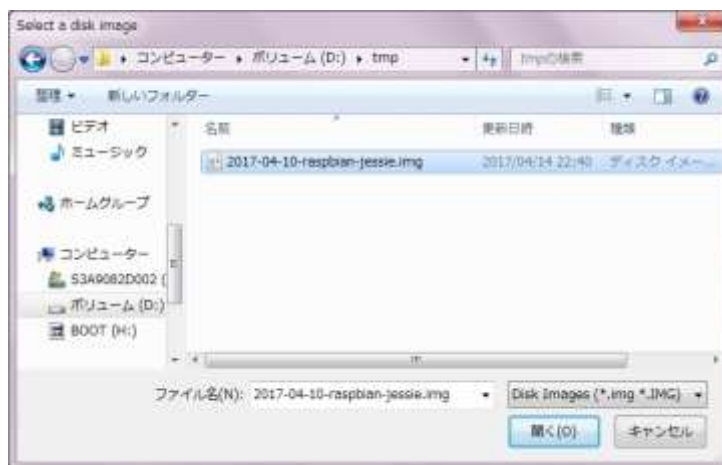 Select a disk image
コンピューター ▸ ボリューム (D:) ▸ tmp
tmpの検索
管理 ▾ 新しいフォルダー
名前 更新日時 種類
ビデオ
ミュージック
ホームグループ
コンピューター
S3A9082D002 (
ボリューム (D:)
BOOT (H:)
2017-04-10-raspbian-jessie.img 2017/04/14 22:40 ディスク イメー...
ファイル名(N): 2017-04-10-raspbian-jessie.img
Disk Images (*.img *.IMG)
開く(O) キャンセル